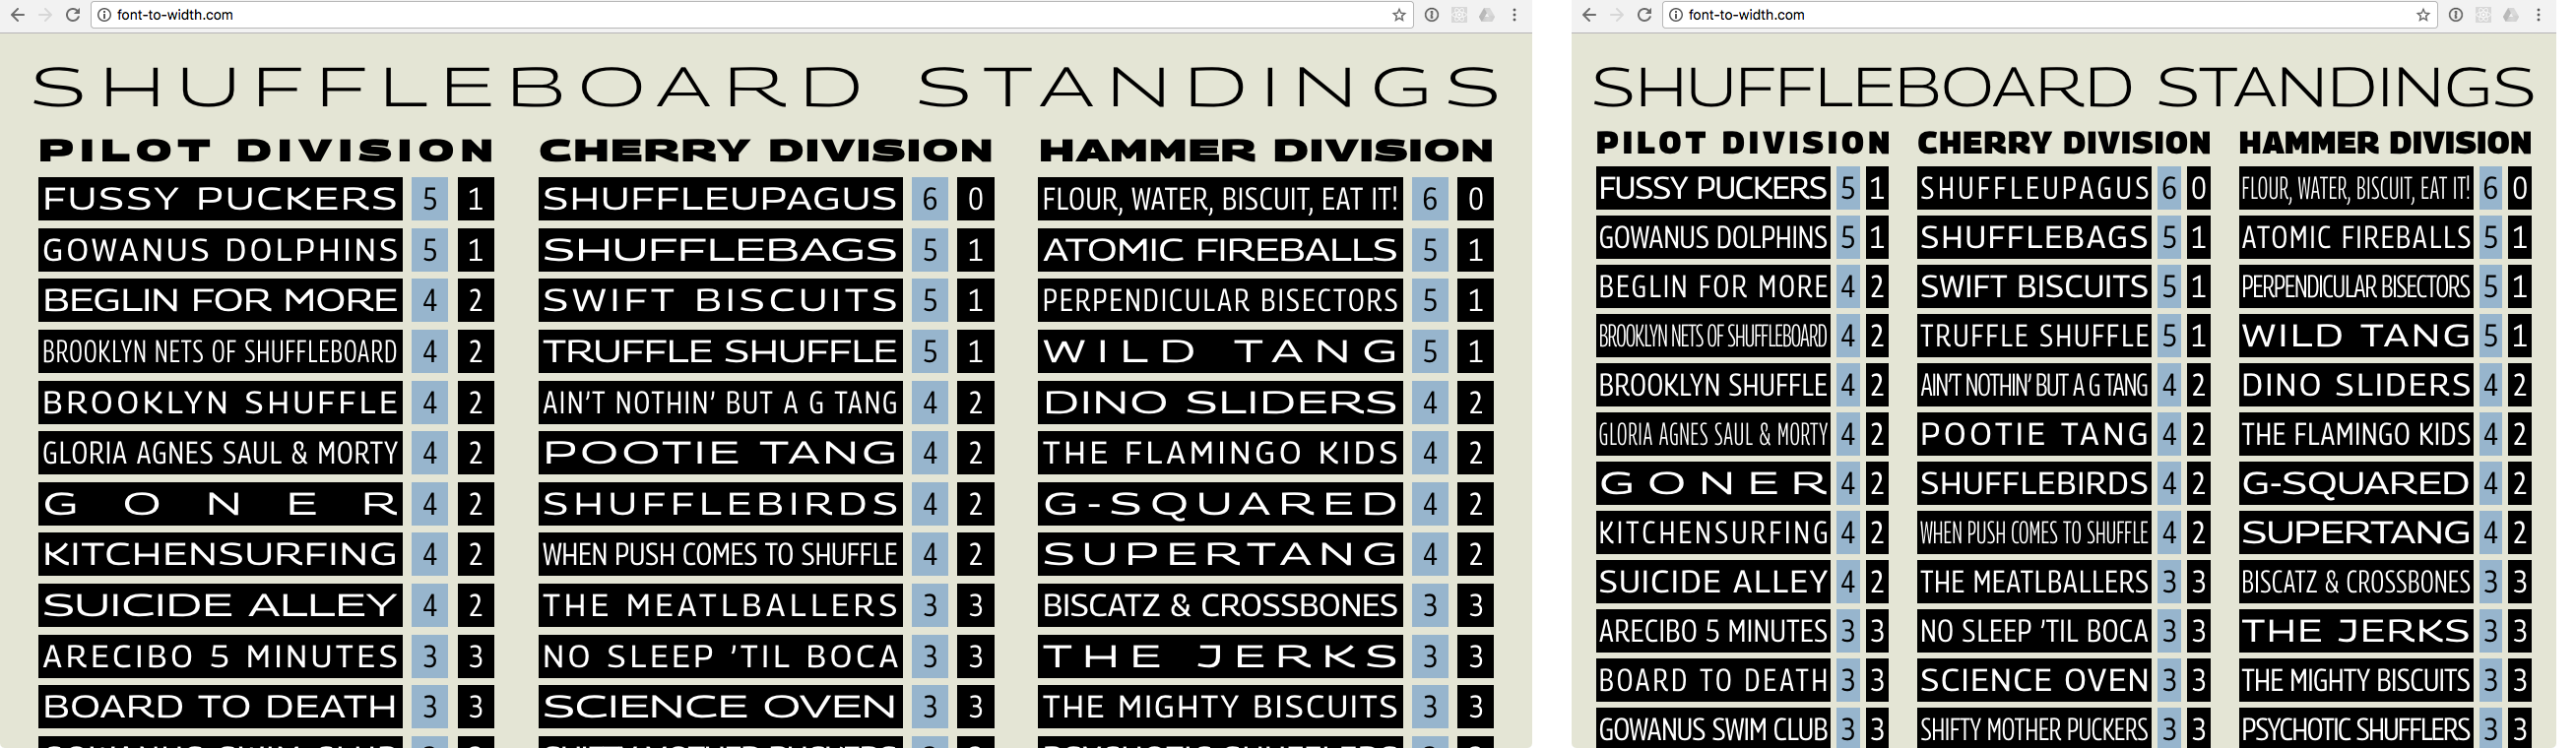 font-to-width.com
SHUFFLEBOARD STANDINGS
PILOT DIVISION
FUSSY PUCKERS 5 1
GOWANUS DOLPHINS 5 1
BEGLIN FOR MORE 4 2
BROOKLYN NETS OF SHUFFLEBOARD 4 2
BROOKLYN SHUFFLE 4 2
GLORIA AGNES SAUL & MORTY 4 2
GONER 4 2
KITCHENSURFING 4 2
SUICIDE ALLEY 4 2
ARECIBO 5 MINUTES 3 3
BOARD TO DEATH 3 3
CHERRY DIVISION
SHUFFLEUPAGUS 6 0
SHUFFLEBAGS 5 1
SWIFT BISCUITS 5 1
TRUFFLE SHUFFLE 5 1
AIN’T NOTHIN’ BUT A G TANG 4 2
POOTIE TANG 4 2
SHUFFLEBIRDS 4 2
WHEN PUSH COMES TO SHUFFLE 4 2
THE MEATLBALLERS 3 3
NO SLEEP ’TIL BOCA 3 3
SCIENCE OVEN 3 3
HAMMER DIVISION
FLOUR, WATER, BISCUIT, EAT IT! 6 0
ATOMIC FIREBALLS 5 1
PERPENDICULAR BISECTORS 5 1
WILD TANG 5 1
DINO SLIDERS 4 2
THE FLAMINGO KIDS 4 2
G-SQUARED 4 2
SUPERTANG 4 2
BISCATZ & CROSSBONES 3 3
THE JERKS 3 3
THE MIGHTY BISCUITS 3 3
font-to-width.com
SHUFFLEBOARD STANDINGS
PILOT DIVISION
FUSSY PUCKERS 5 1
GOWANUS DOLPHINS 5 1
BEGLIN FOR MORE 4 2
BROOKLYN NETS OF SHUFFLEBOARD 4 2
BROOKLYN SHUFFLE 4 2
GLORIA AGNES SAUL & MORTY 4 2
GONER 4 2
KITCHENSURFING 4 2
SUICIDE ALLEY 4 2
ARECIBO 5 MINUTES 3 3
BOARD TO DEATH 3 3
GOWANUS SWIM CLUB 3 3
CHERRY DIVISION
SHUFFLEUPAGUS 6 0
SHUFFLEBAGS 5 1
SWIFT BISCUITS 5 1
TRUFFLE SHUFFLE 5 1
AIN’T NOTHIN’ BUT A G TANG 4 2
POOTIE TANG 4 2
SHUFFLEBIRDS 4 2
WHEN PUSH COMES TO SHUFFLE 4 2
THE MEATLBALLERS 3 3
NO SLEEP ’TIL BOCA 3 3
SCIENCE OVEN 3 3
SHIFTY MOTHER PUCKERS 3 3
HAMMER DIVISION
FLOUR, WATER, BISCUIT, EAT IT! 6 0
ATOMIC FIREBALLS 5 1
PERPENDICULAR BISECTORS 5 1
WILD TANG 5 1
DINO SLIDERS 4 2
THE FLAMINGO KIDS 4 2
G-SQUARED 4 2
SUPERTANG 4 2
BISCATZ & CROSSBONES 3 3
THE JERKS 3 3
THE MIGHTY BISCUITS 3 3
PSYCHOTIC SHUFFLERS 3 3